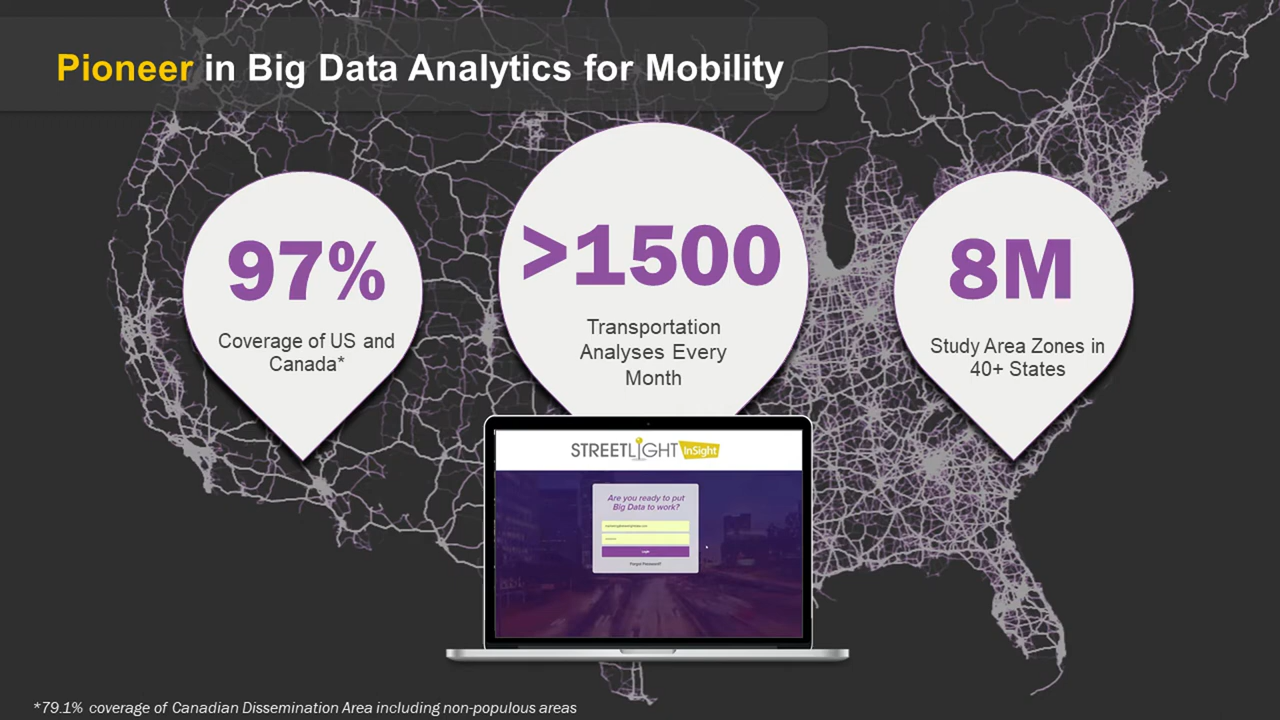 Pioneer in Big Data Analytics for Mobility
97%
Coverage of US and
Canada*
>1500
Transportation
Analyses Every
Month
8M
Study Area Zones in
40+ States
STREETLIGHT InSight
Are you ready to put
Big Data to work?
Login
Forgot Password?
*79.1% coverage of Canadian Dissemination Area including non-populous areas